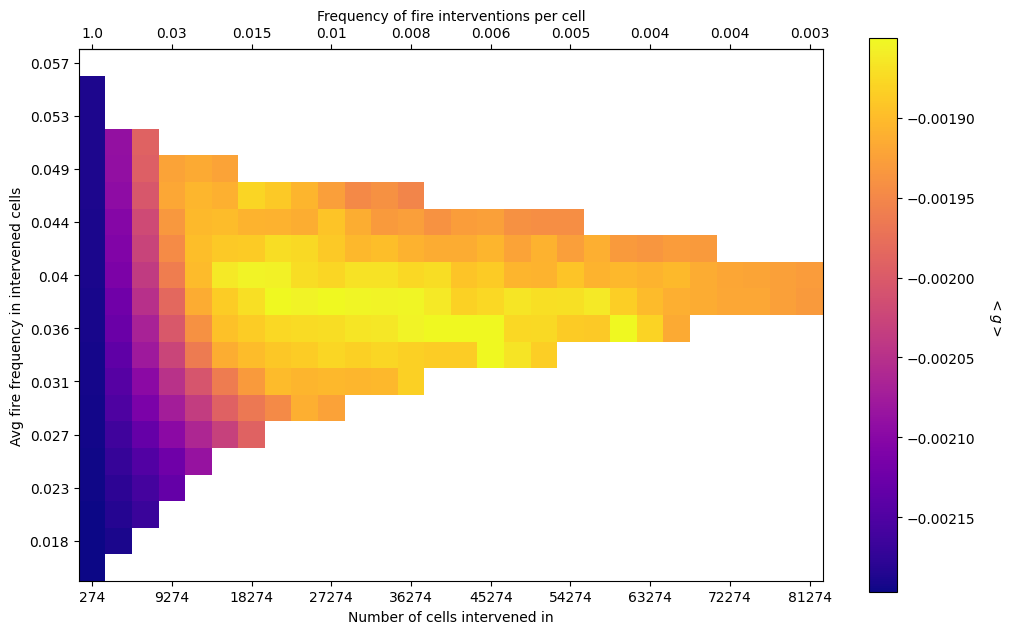 Frequency of fire interventions per cell
1.0 0.03 0.015 0.01 0.008 0.006 0.005 0.004 0.004 0.003
Avg fire frequency in intervened cells
0.057
0.053
0.049
0.044
0.04
0.036
0.031
0.027
0.023
0.018
274 9274 18274 27274 36274 45274 54274 63274 72274 81274
Number of cells intervened in
−0.00190
−0.00195
−0.00200
−0.00205
−0.00210
−0.00215
< g >